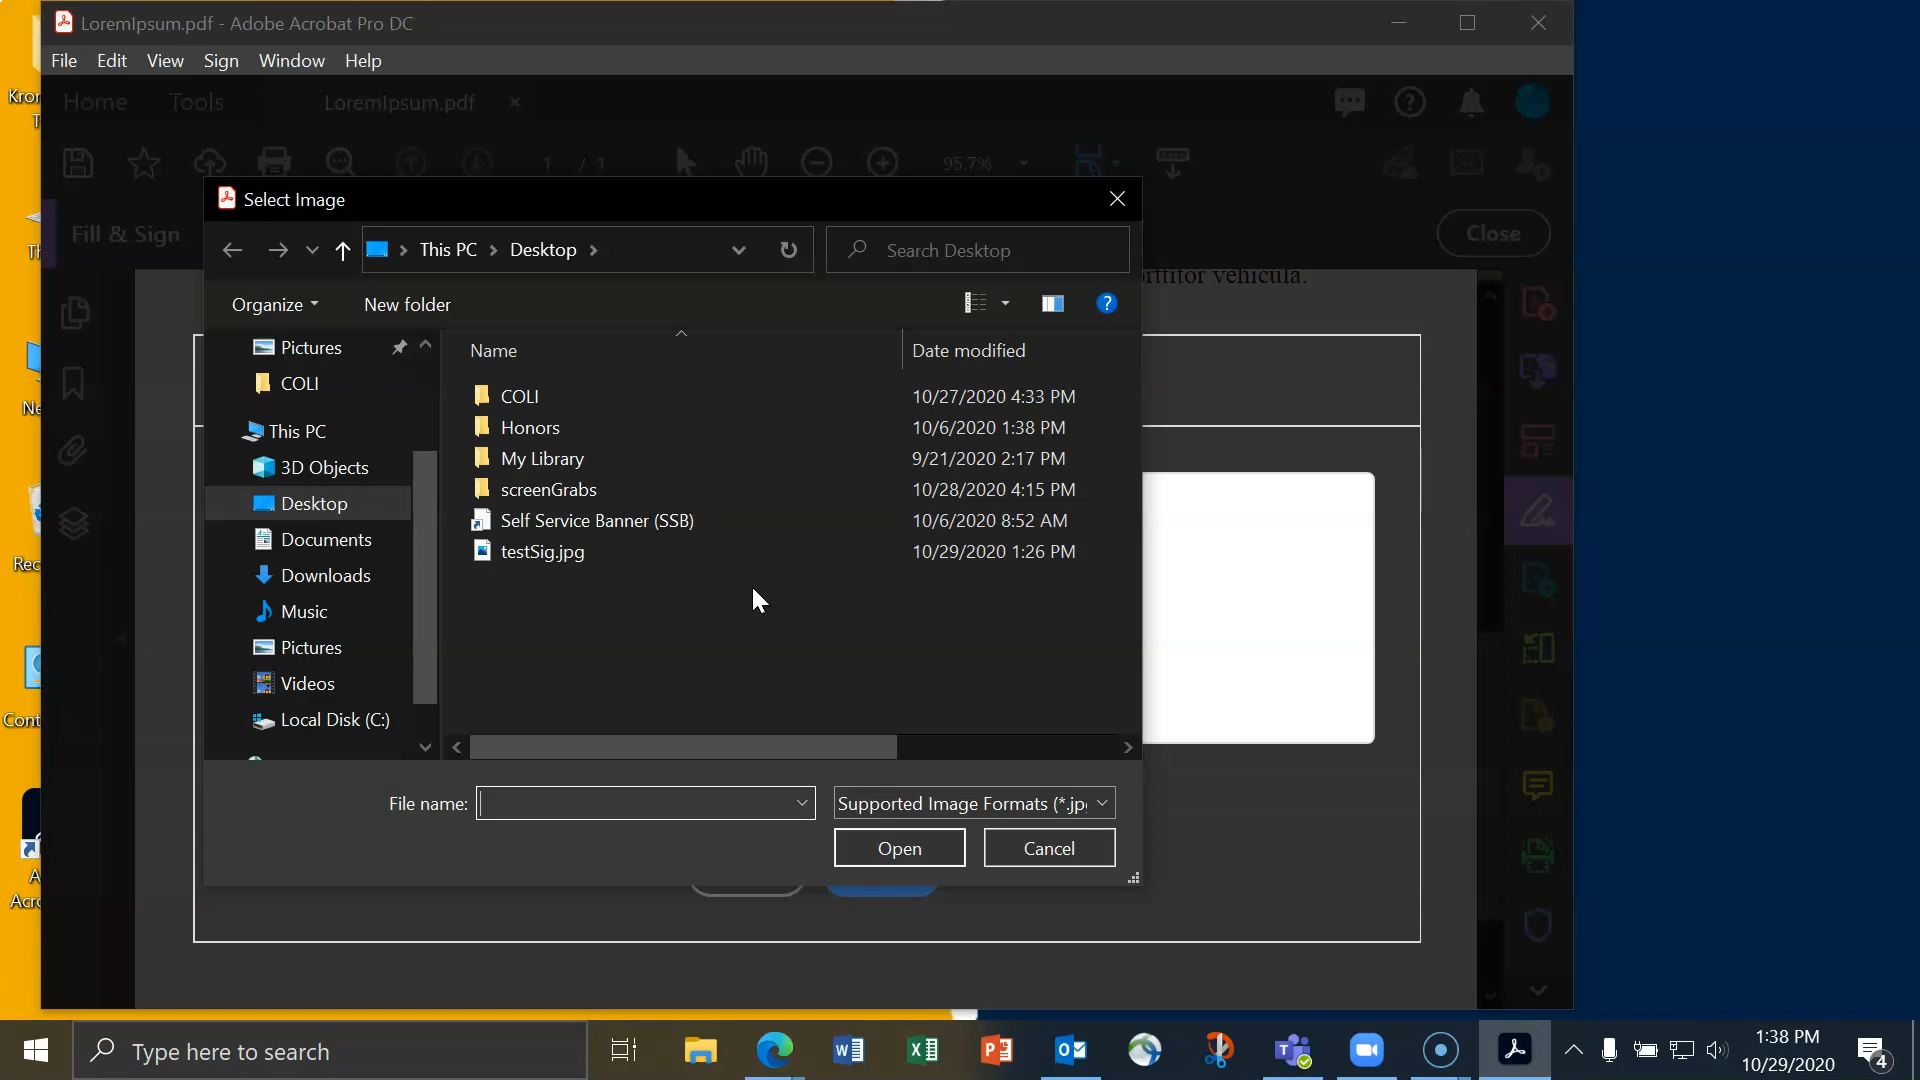 LoremIpsum.pdf - Adobe Acrobat Pro DC
File Edit View Sign Window Help
Home Tools LoremIpsum.pdf
1 / 1 95.7%
Fill & Sign Close
Select Image
This PC Desktop Search Desktop
vehicula.
Organize New folder ?
Name Date modified
Pictures
COLI
This PC
3D Objects
Desktop
Documents
Downloads
Music
Pictures
Videos
Local Disk (C:)
COLI 10/27/2020 4:33 PM
Honors 10/6/2020 1:38 PM
My Library 9/21/2020 2:17 PM
screenGrabs 10/28/2020 4:15 PM
Self Service Banner (SSB) 10/6/2020 8:52 AM
testSig.jpg 10/29/2020 1:26 PM
File name: Supported Image Formats (*.jp
Open Cancel
Type here to search
1:38 PM
10/29/2020
4